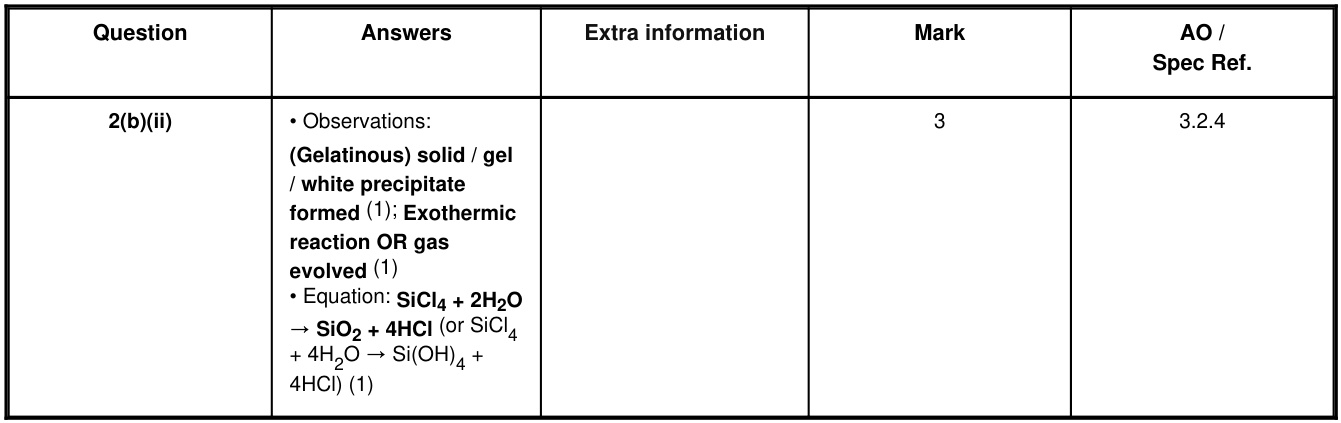 Question Answers Extra information Mark AO /
Spec Ref.
2(b)(ii) • Observations: 3 3.2.4
(Gelatinous) solid / gel
/ white precipitate
formed (1); Exothermic
reaction OR gas
evolved (1)
• Equation: SiCl₄ + 2H₂O
→ SiO₂ + 4HCl (or SiCl₄
+ 4H₂O → Si(OH)₄ +
4HCl) (1)